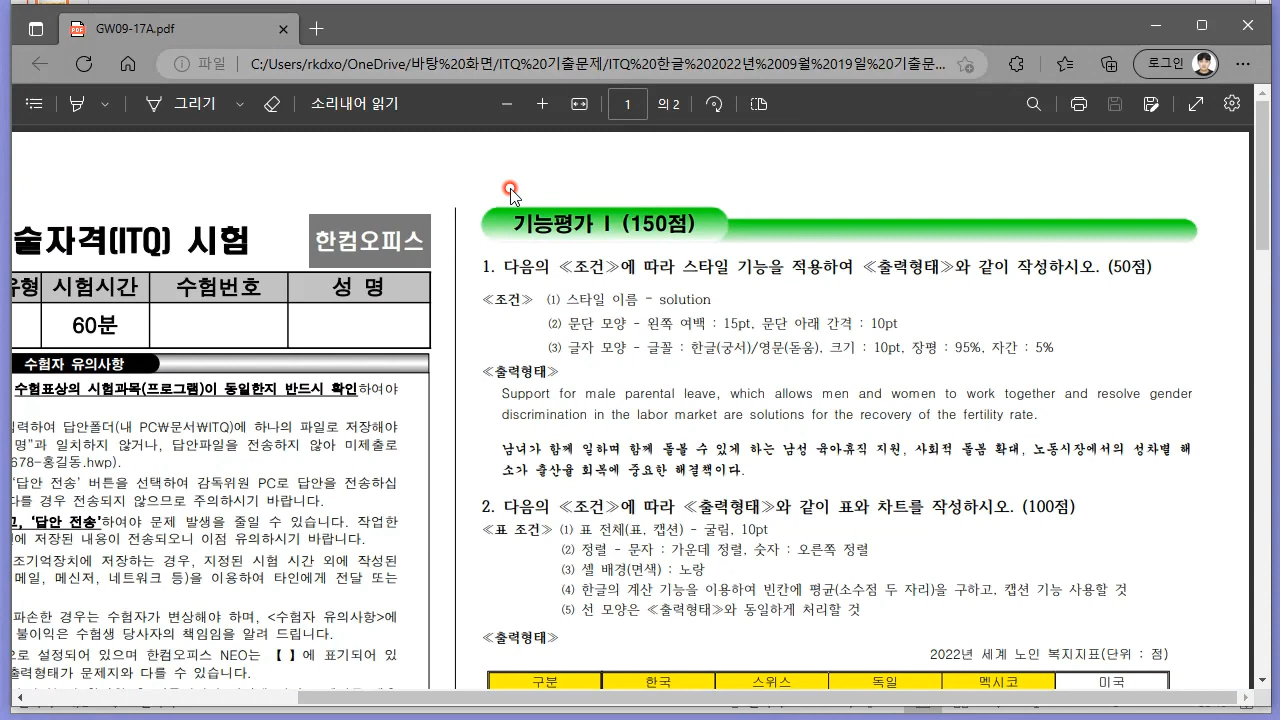 GW09-17A.pdf
파일 C:/Users/rkdxo/OneDrive/바탕%20화면/ITQ%20기출문제/ITQ%20한글%202022년%2009월%2019일%20기출문...
로그인
그리기
소리내어 읽기
1 의 2
술자격(ITQ) 시험
한컴오피스
유형 시험시간 수험번호 성 명
60분
수험자 유의사항
수험표상의 시험과목(프로그램)이 동일한지 반드시 확인하여야
력하여 답안폴더(내 PC₩문서₩ITQ)에 하나의 파일로 저장해야
명”과 일치하지 않거나, 답안파일을 전송하지 않아 미제출로
678-홍길동.hwp).
‘답안 전송’ 버튼을 선택하여 감독위원 PC로 답안을 전송하십
다를 경우 전송되지 않으므로 주의하시기 바랍니다.
고, ‘답안 전송’하여야 문제 발생을 줄일 수 있습니다. 작업한
전에 저장된 내용이 전송되오니 이점 유의하시기 바랍니다.
조기억장치에 저장하는 경우, 지정된 시험 시간 외에 작성된
메일, 메신저, 네트워크 등)을 이용하여 타인에게 전달 또는
파손한 경우는 수험자가 변상해야 하며, <수험자 유의사항>에
불이익은 수험생 당사자의 책임임을 알려 드립니다.
으로 설정되어 있으며 한컴오피스 NEO는 【 】에 표기되어 있
출력형태가 문제지와 다를 수 있습니다.
기능평가 Ⅰ (150점)
1. 다음의 ≪조건≫에 따라 스타일 기능을 적용하여 ≪출력형태≫와 같이 작성하시오. (50점)
≪조건≫ (1) 스타일 이름 - solution
(2) 문단 모양 - 왼쪽 여백 : 15pt, 문단 아래 간격 : 10pt
(3) 글자 모양 - 글꼴 : 한글(궁서)/영문(돋움), 크기 : 10pt, 장평 : 95%, 자간 : 5%
≪출력형태≫
Support for male parental leave, which allows men and women to work together and resolve gender
discrimination in the labor market are solutions for the recovery of the fertility rate.
남녀가 함께 일하며 함께 돌볼 수 있게 하는 남성 육아휴직 지원, 사회적 돌봄 확대, 노동시장에서의 성차별 해
소가 출산율 회복에 중요한 해결책이다.
2. 다음의 ≪조건≫에 따라 ≪출력형태≫와 같이 표와 차트를 작성하시오. (100점)
≪표 조건≫ (1) 표 전체(표, 캡션) - 굴림, 10pt
(2) 정렬 - 문자 : 가운데 정렬, 숫자 : 오른쪽 정렬
(3) 셀 배경(면색) : 노랑
(4) 한글의 계산 기능을 이용하여 빈칸에 평균(소수점 두 자리)을 구하고, 캡션 기능 사용할 것
(5) 선 모양은 ≪출력형태≫와 동일하게 처리할 것
≪출력형태≫
2022년 세계 노인 복지지표(단위 : 점)
구분 한국 스위스 독일 멕시코 미국